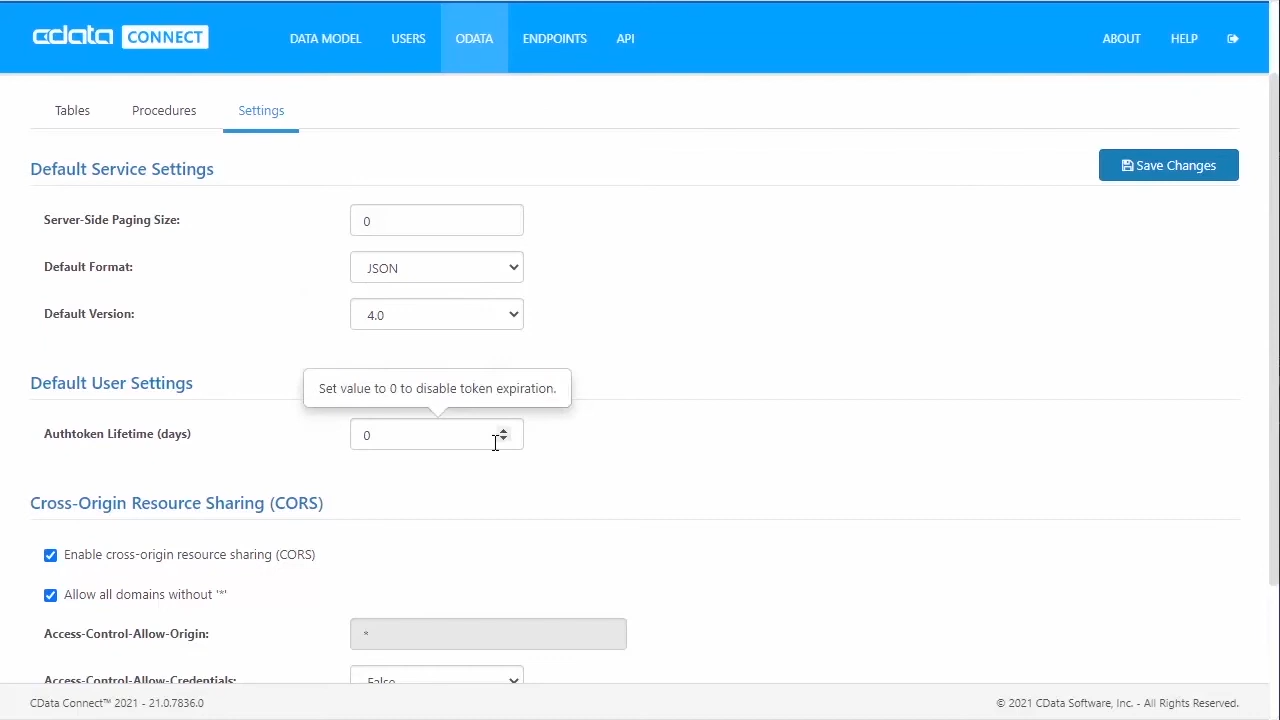 cdata CONNECT DATA MODEL USERS ODATA ENDPOINTS API ABOUT HELP
Tables Procedures Settings
Default Service Settings Save Changes
Server-Side Paging Size: 0
Default Format: JSON
Default Version: 4.0
Default User Settings
Set value to 0 to disable token expiration.
Authtoken Lifetime (days) 0
Cross-Origin Resource Sharing (CORS)
Enable cross-origin resource sharing (CORS)
Allow all domains without '*'
Access-Control-Allow-Origin: *
Access-Control-Allow-Credentials: False
CData Connect™ 2021 - 21.0.7836.0 © 2021 CData Software, Inc. - All Rights Reserved.